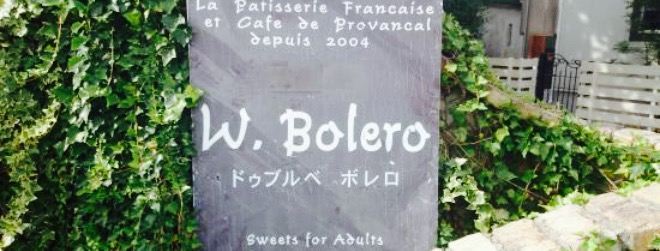 La Patisserie Francaise
et Cafe de Provancal
depuis 2004
W. Bolero
ドゥブルベ ボレロ
Sweets for Adults